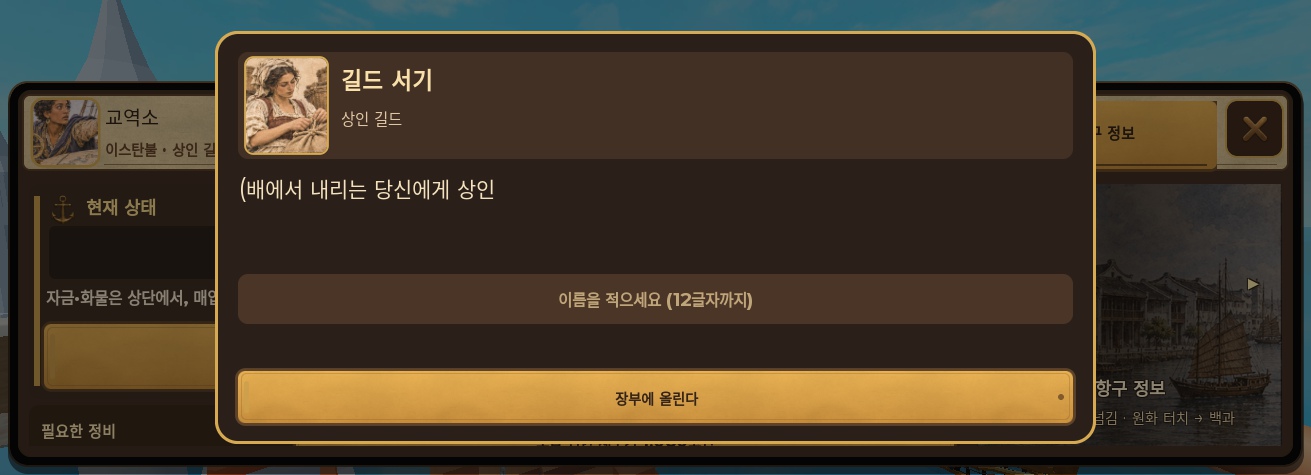 길드 서기
상인 길드
(배에서 내리는 당신에게 상인
이름을 적으세요 (12글자까지)
장부에 올린다
교역소
이스탄불 · 상인 길
현재 상태
자금·화물은 상단에서, 매입
필요한 정비
정보
항구 정보
넘김 · 원화 터치 → 백과